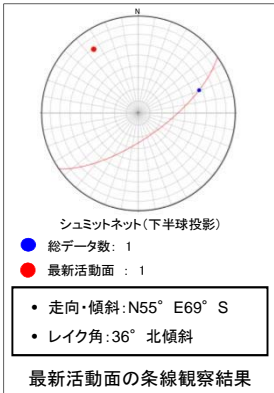 N
シュミットネット(下半球投影)
総データ数: 1
最新活動面 : 1
• 走向・傾斜:N55°E69°S
• レイク角:36°北傾斜
最新活動面の条線観察結果